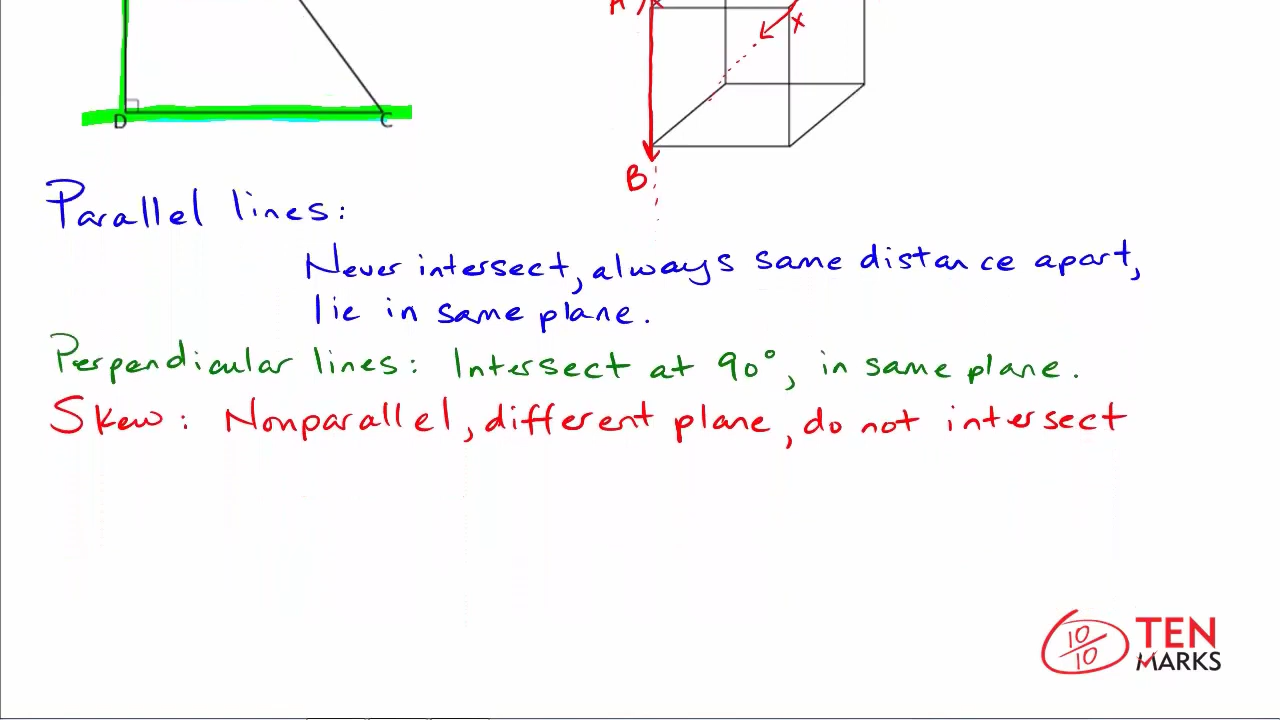 A
X
D
C
B
Parallel lines:
Never intersect, always same distance apart,
lie in same plane.
Perpendicular lines: Intersect at 90°, in same plane.
Skew: Nonparallel, different plane, do not intersect
10/10 TEN
MARKS